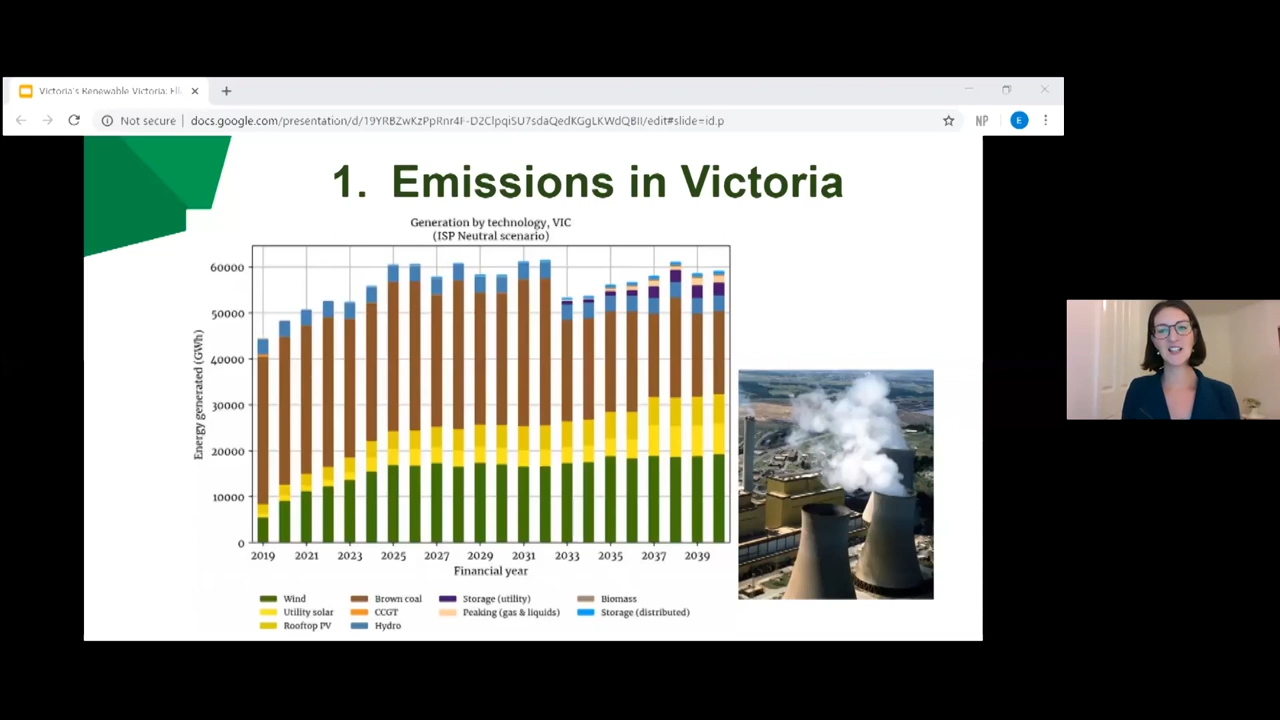 Victoria's Renewable Victoria: Ell
Not secure | docs.google.com/presentation/d/19YRBZwKzPpRnr4F-D2ClpqiSU7sdaQedKGgLKWdQBII/edit#slide=id.p
NP
E
1. Emissions in Victoria
Generation by technology, VIC
(ISP Neutral scenario)
60000
50000
40000
30000
20000
10000
0
Energy generated (GWh)
2019 2021 2023 2025 2027 2029 2031 2033 2035 2037 2039
Financial year
Wind Brown coal Storage (utility) Biomass
Utility solar CCGT Peaking (gas & liquids) Storage (distributed)
Rooftop PV Hydro